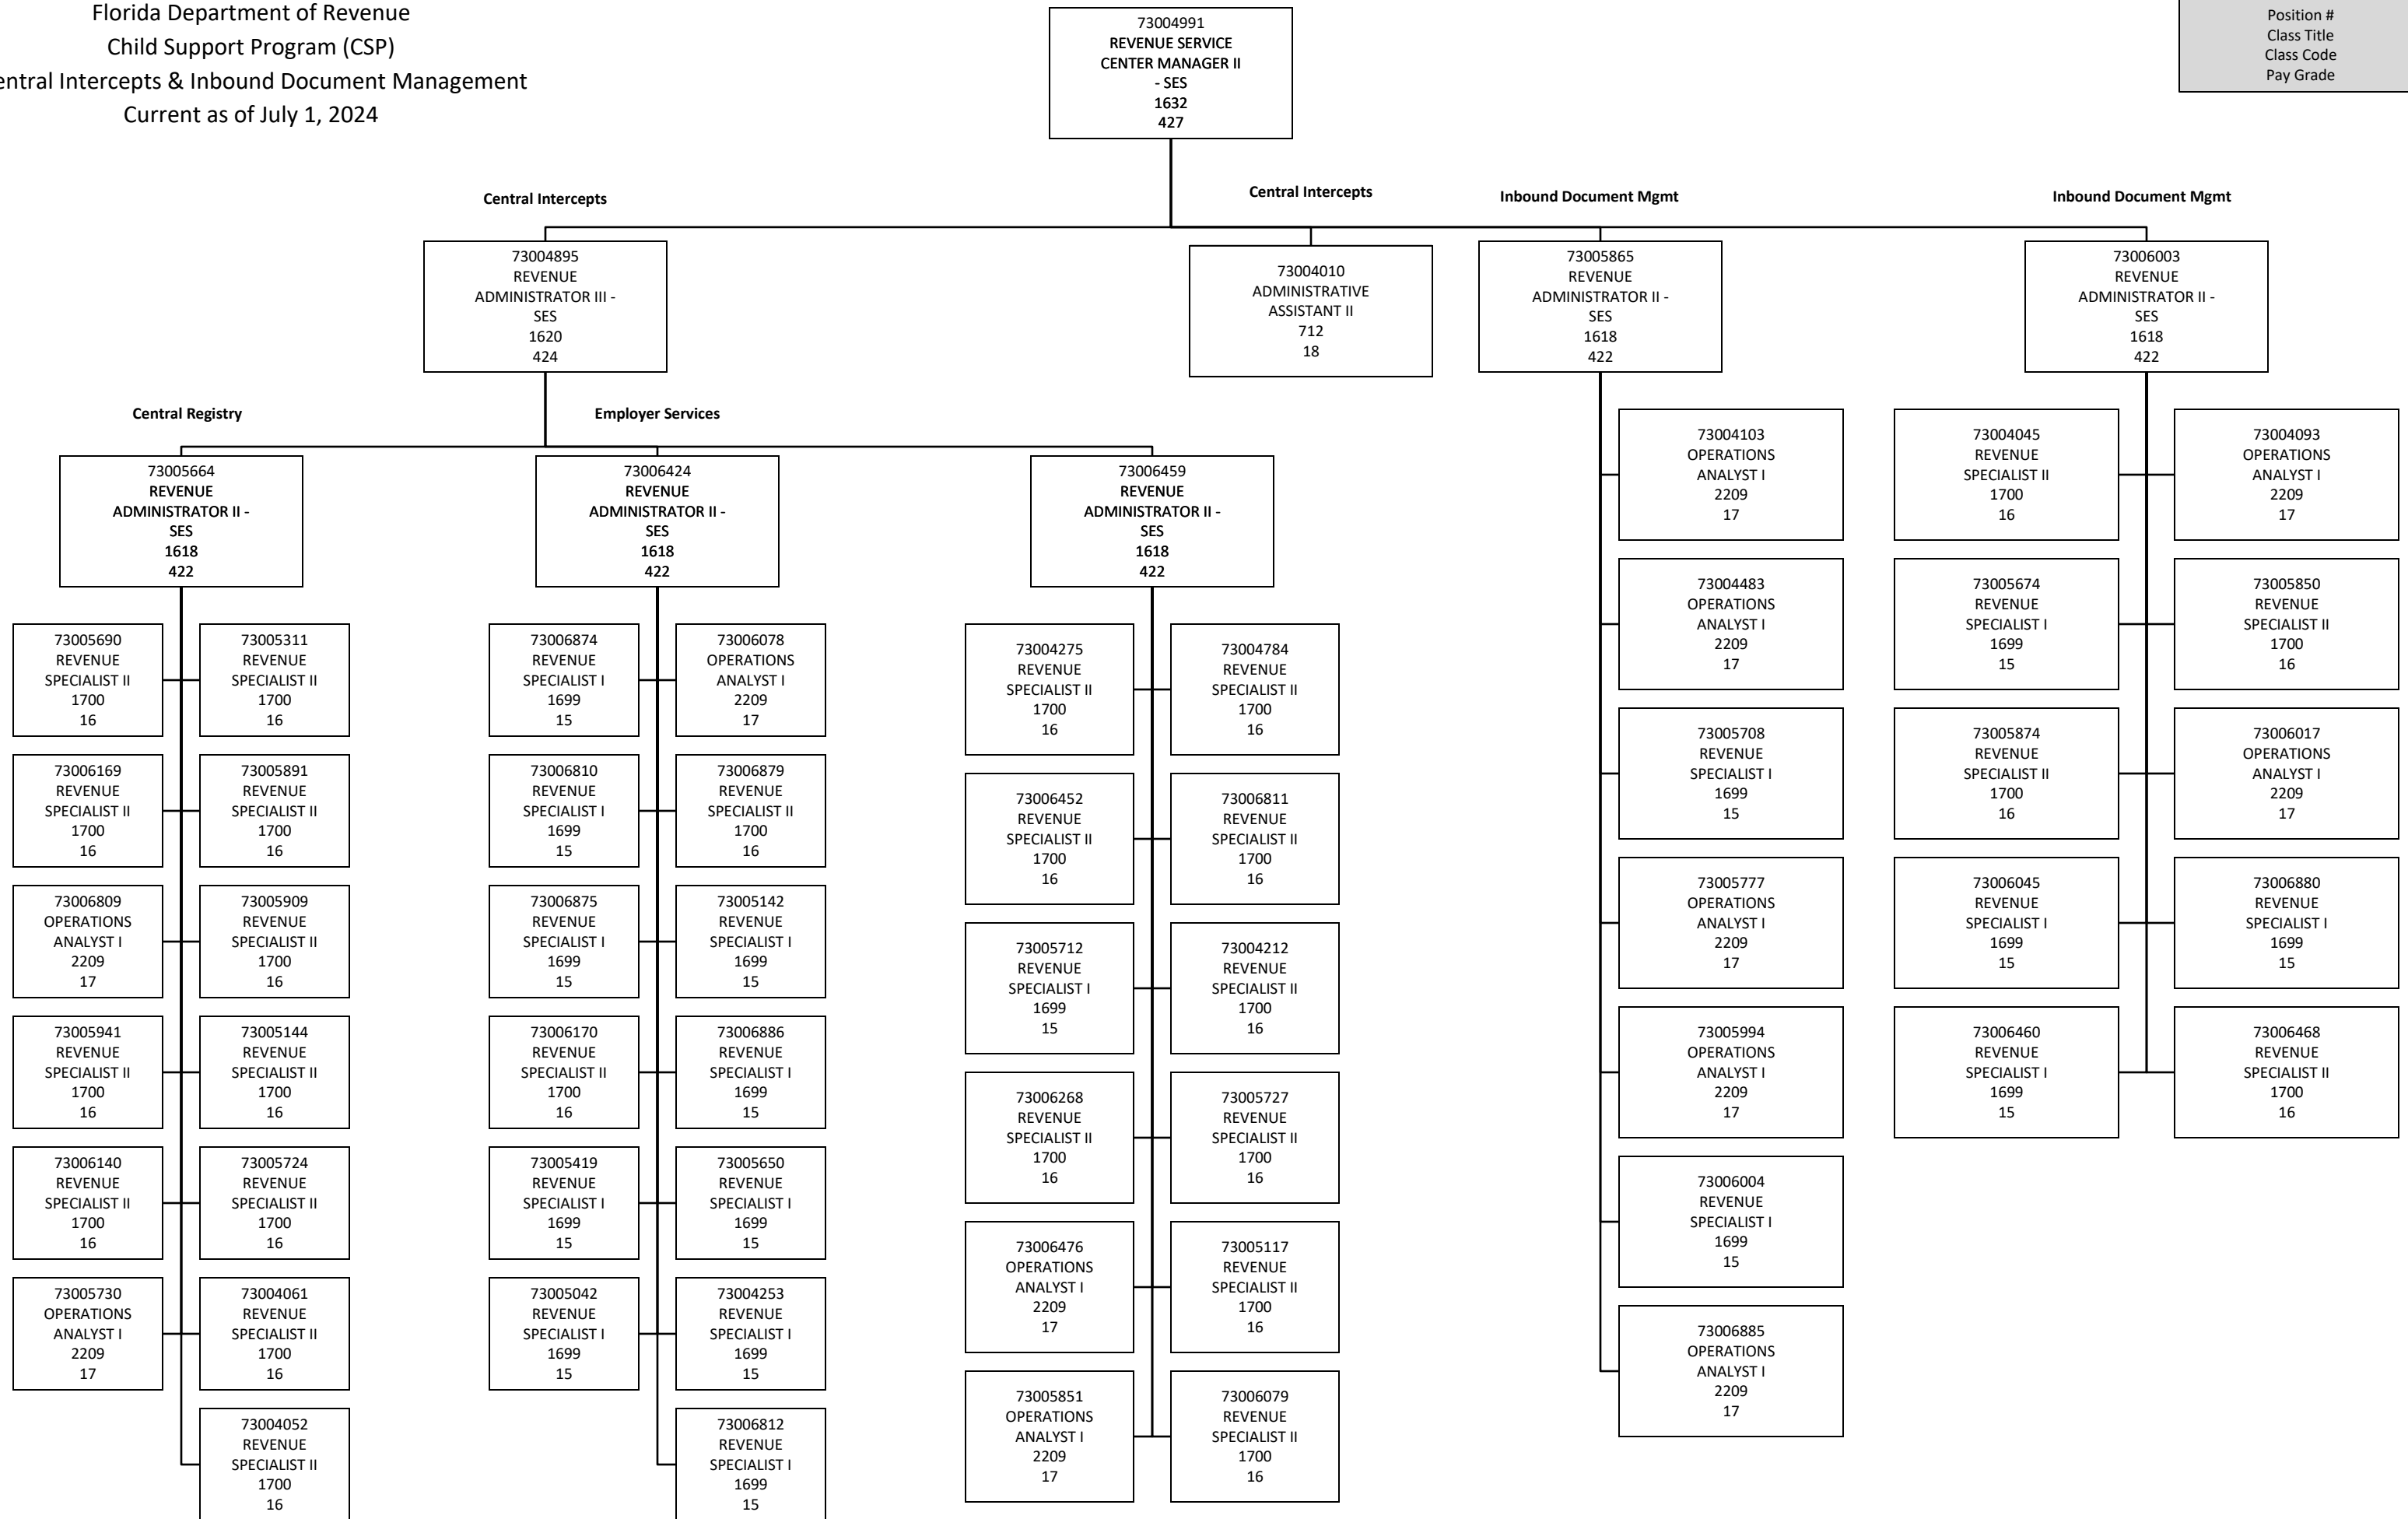 Florida Department of Revenue
Child Support Program (CSP)
entral Intercepts & Inbound Document Management
Current as of July 1, 2024
73004991
REVENUE SERVICE
CENTER MANAGER II
- SES
1632
427
Position #
Class Title
Class Code
Pay Grade
Central Intercepts
Central Intercepts
Inbound Document Mgmt
Inbound Document Mgmt
73004895
REVENUE
ADMINISTRATOR III -
SES
1620
424
73004010
ADMINISTRATIVE
ASSISTANT II
712
18
73005865
REVENUE
ADMINISTRATOR II -
SES
1618
422
73006003
REVENUE
ADMINISTRATOR II -
SES
1618
422
Central Registry
Employer Services
73005664
REVENUE
ADMINISTRATOR II -
SES
1618
422
73006424
REVENUE
ADMINISTRATOR II -
SES
1618
422
73006459
REVENUE
ADMINISTRATOR II -
SES
1618
422
73005690
REVENUE
SPECIALIST II
1700
16
73005311
REVENUE
SPECIALIST II
1700
16
73006169
REVENUE
SPECIALIST II
1700
16
73005891
REVENUE
SPECIALIST II
1700
16
73006809
OPERATIONS
ANALYST I
2209
17
73005909
REVENUE
SPECIALIST II
1700
16
73005941
REVENUE
SPECIALIST II
1700
16
73005144
REVENUE
SPECIALIST II
1700
16
73006140
REVENUE
SPECIALIST II
1700
16
73005724
REVENUE
SPECIALIST II
1700
16
73005730
OPERATIONS
ANALYST I
2209
17
73004061
REVENUE
SPECIALIST II
1700
16
73004052
REVENUE
SPECIALIST II
1700
16
73006874
REVENUE
SPECIALIST I
1699
15
73006078
OPERATIONS
ANALYST I
2209
17
73006810
REVENUE
SPECIALIST I
1699
15
73006879
REVENUE
SPECIALIST II
1700
16
73006875
REVENUE
SPECIALIST I
1699
15
73005142
REVENUE
SPECIALIST I
1699
15
73006170
REVENUE
SPECIALIST II
1700
16
73006886
REVENUE
SPECIALIST I
1699
15
73005419
REVENUE
SPECIALIST I
1699
15
73005650
REVENUE
SPECIALIST I
1699
15
73005042
REVENUE
SPECIALIST I
1699
15
73004253
REVENUE
SPECIALIST I
1699
15
73006812
REVENUE
SPECIALIST I
1699
15
73004275
REVENUE
SPECIALIST II
1700
16
73004784
REVENUE
SPECIALIST II
1700
16
73006452
REVENUE
SPECIALIST II
1700
16
73006811
REVENUE
SPECIALIST II
1700
16
73005712
REVENUE
SPECIALIST I
1699
15
73004212
REVENUE
SPECIALIST II
1700
16
73006268
REVENUE
SPECIALIST II
1700
16
73005727
REVENUE
SPECIALIST II
1700
16
73006476
OPERATIONS
ANALYST I
2209
17
73005117
REVENUE
SPECIALIST II
1700
16
73005851
OPERATIONS
ANALYST I
2209
17
73006079
REVENUE
SPECIALIST II
1700
16
73004103
OPERATIONS
ANALYST I
2209
17
73004483
OPERATIONS
ANALYST I
2209
17
73005708
REVENUE
SPECIALIST I
1699
15
73005777
OPERATIONS
ANALYST I
2209
17
73005994
OPERATIONS
ANALYST I
2209
17
73006004
REVENUE
SPECIALIST I
1699
15
73006885
OPERATIONS
ANALYST I
2209
17
73004045
REVENUE
SPECIALIST II
1700
16
73004093
OPERATIONS
ANALYST I
2209
17
73005674
REVENUE
SPECIALIST I
1699
15
73005850
REVENUE
SPECIALIST II
1700
16
73005874
REVENUE
SPECIALIST II
1700
16
73006017
OPERATIONS
ANALYST I
2209
17
73006045
REVENUE
SPECIALIST I
1699
15
73006880
REVENUE
SPECIALIST I
1699
15
73006460
REVENUE
SPECIALIST I
1699
15
73006468
REVENUE
SPECIALIST II
1700
16